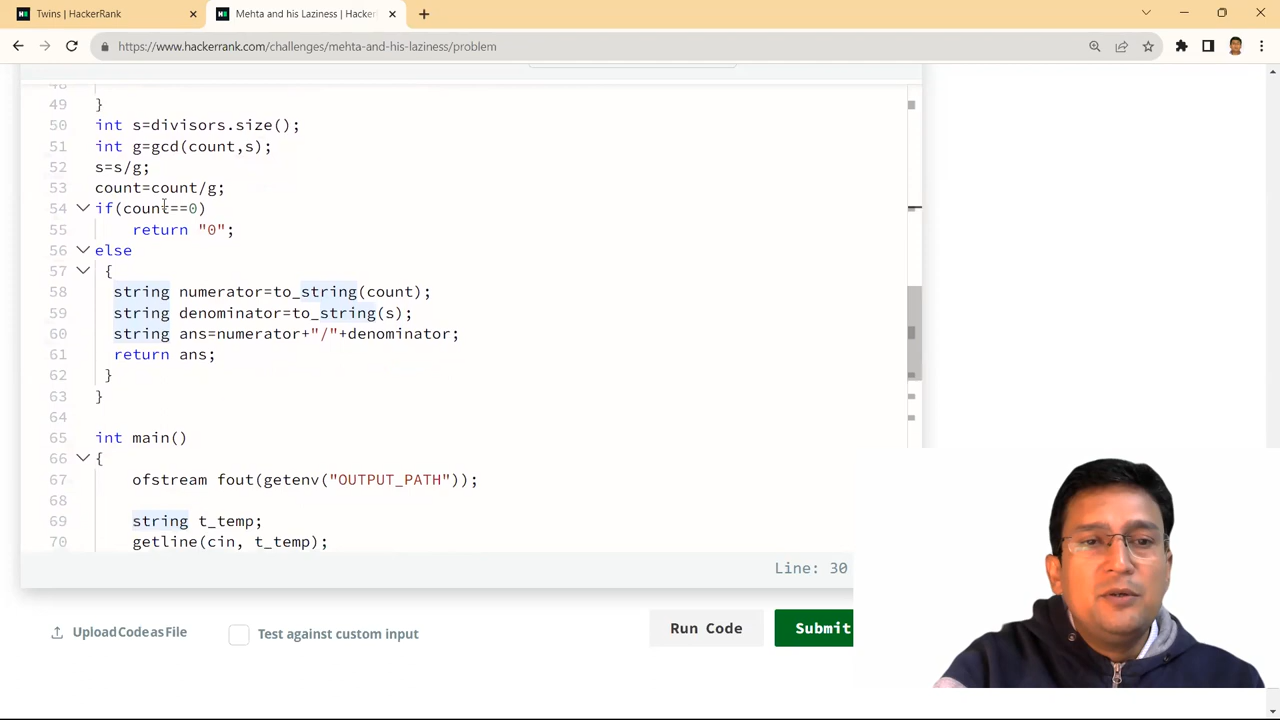 Twins | HackerRank
Mehta and his Laziness | Hacker
https://www.hackerrank.com/challenges/mehta-and-his-laziness/problem
48
49 }
50 int s=divisors.size();
51 int g=gcd(count,s);
52 s=s/g;
53 count=count/g;
54 if(count==0)
55 return "0";
56 else
57 {
58 string numerator=to_string(count);
59 string denominator=to_string(s);
60 string ans=numerator+"/"+denominator;
61 return ans;
62 }
63 }
64
65 int main()
66 {
67 ofstream fout(getenv("OUTPUT_PATH"));
68
69 string t_temp;
70 getline(cin, t_temp);
Line: 30
Upload Code as File
Test against custom input
Run Code
Submit